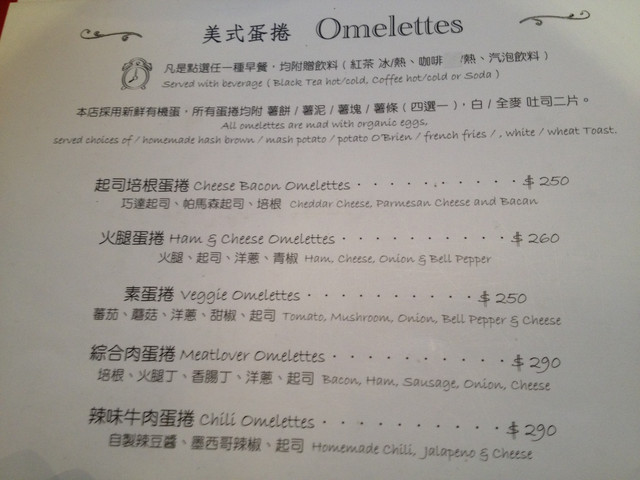 美式蛋捲 Omelettes
凡是點選任一種早餐，均附贈飲料（紅茶 冰/熱、咖啡 /熱、汽泡飲料）
Served with beverage (Black Tea hot/cold, Coffee hot/cold or Soda)
本店採用新鮮有機蛋，所有蛋捲均附 薯餅 / 薯泥 / 薯塊 / 薯條（四選一），白 / 全麥 吐司二片。
All omelettes are made with organic eggs,
served choices of / homemade hash brown / mash potato / potato O'Brien / french fries / , white / wheat Toast.
起司培根蛋捲 Cheese Bacon Omelettes · · · · · · · · · · · $ 250
巧達起司、帕馬森起司、培根 Cheddar Cheese, Parmesan Cheese and Bacan
火腿蛋捲 Ham & Cheese Omelettes · · · · · · · · · · $ 260
火腿、起司、洋蔥、青椒 Ham, Cheese, Onion & Bell Pepper
素蛋捲 Veggie Omelettes · · · · · · · · · · $ 250
蕃茄、蘑菇、洋蔥、甜椒、起司 Tomato, Mushroom, Onion, Bell Pepper & Cheese
綜合肉蛋捲 Meatlover Omelettes · · · · · · · · · · · $ 290
培根、火腿丁、香腸丁、洋蔥、起司 Bacon, Ham, Sausage, Onion, Cheese
辣味牛肉蛋捲 Chili Omelettes · · · · · · · · · · · $ 290
自製辣豆醬、墨西哥辣椒、起司 Homemade Chili, Jalapeno & Cheese